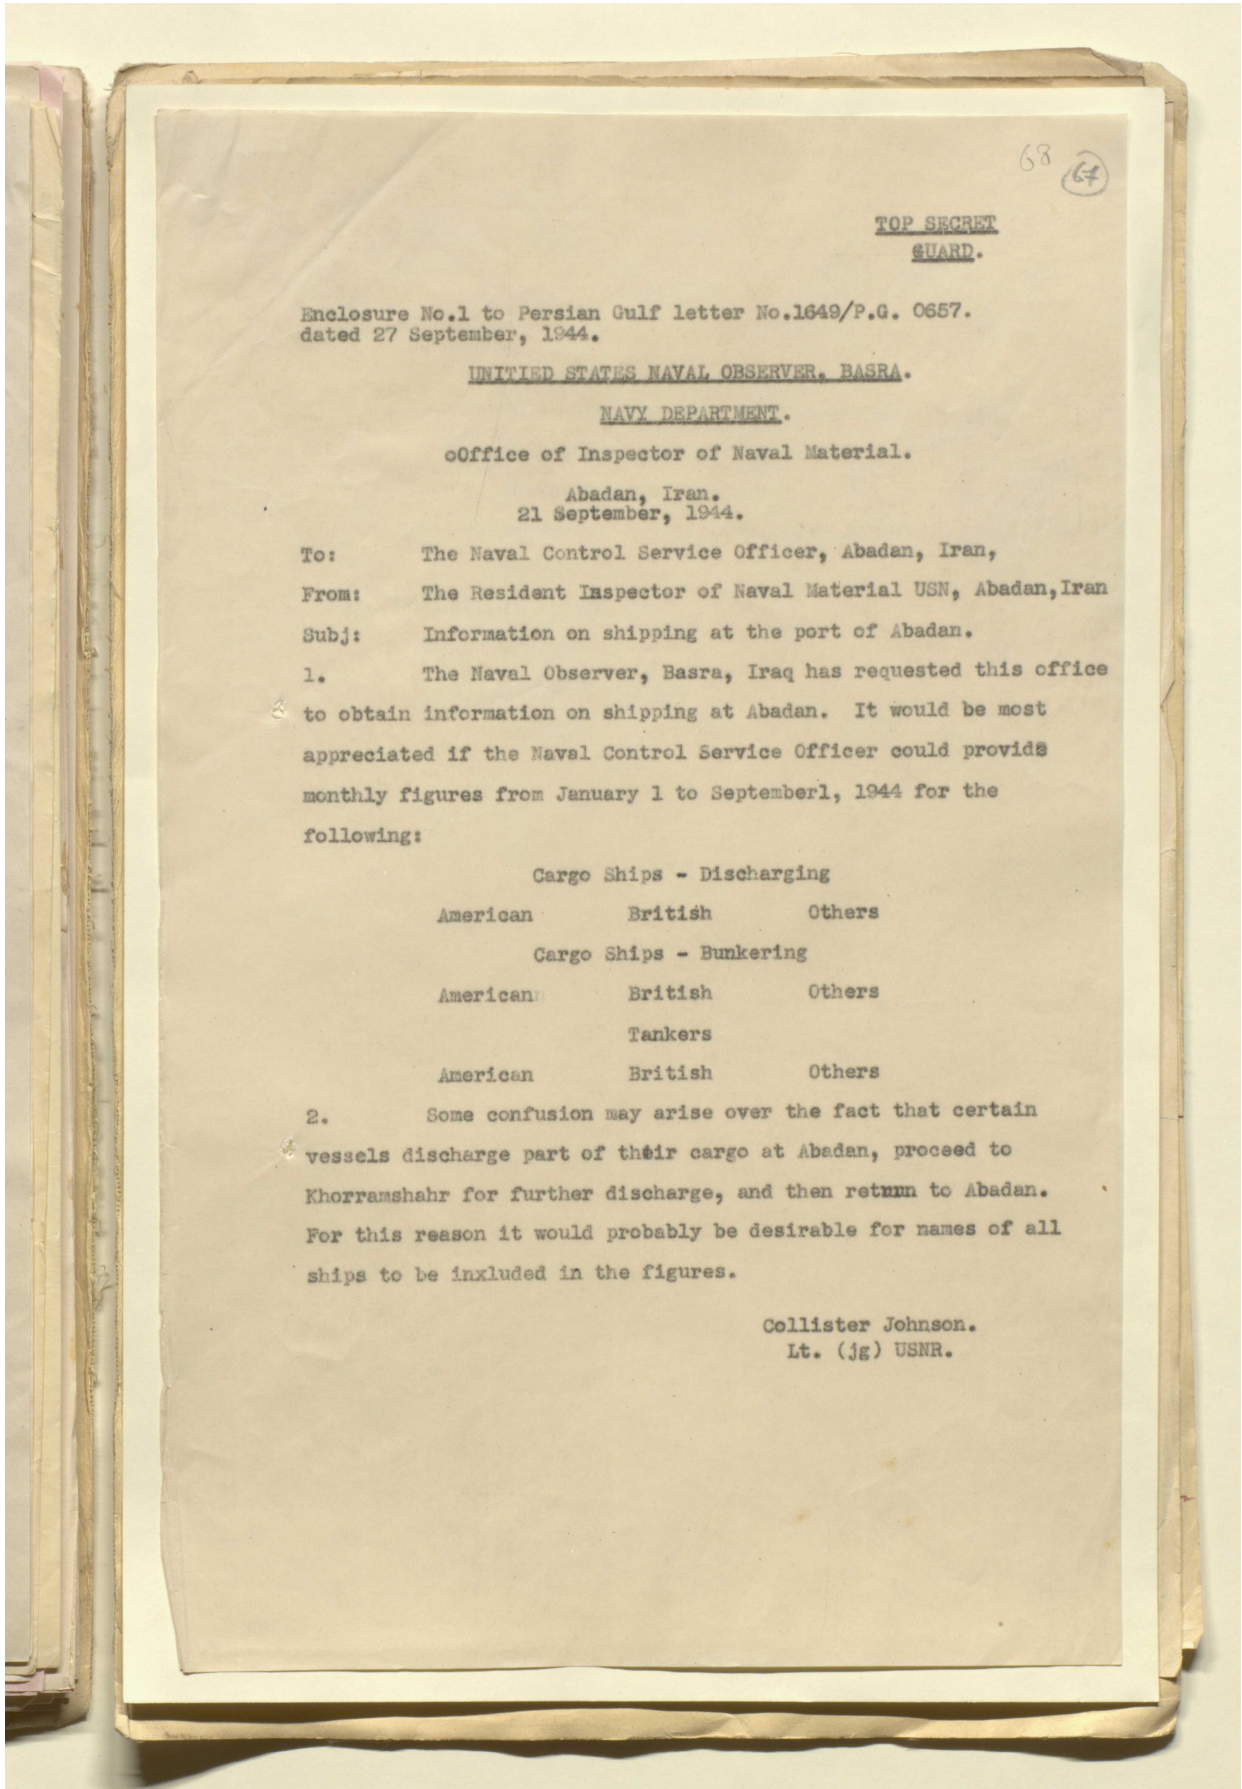 68
67
TOP SECRET
GUARD.
Enclosure No.1 to Persian Gulf letter No.1649/P.G. 0657.
dated 27 September, 1944.
UNITIED STATES NAVAL OBSERVER, BASRA.
NAVY DEPARTMENT.
oOffice of Inspector of Naval Material.
Abadan, Iran.
21 September, 1944.
To: The Naval Control Service Officer, Abadan, Iran,
From: The Resident Inspector of Naval Material USN, Abadan,Iran
Subj: Information on shipping at the port of Abadan.
1. The Naval Observer, Basra, Iraq has requested this office
to obtain information on shipping at Abadan. It would be most
appreciated if the Naval Control Service Officer could provide
monthly figures from January 1 to September1, 1944 for the
following:
Cargo Ships - Discharging
American British Others
Cargo Ships - Bunkering
American British Others
Tankers
American British Others
2. Some confusion may arise over the fact that certain
vessels discharge part of their cargo at Abadan, proceed to
Khorramshahr for further discharge, and then return to Abadan.
For this reason it would probably be desirable for names of all
ships to be inxluded in the figures.
Collister Johnson.
Lt. (jg) USNR.